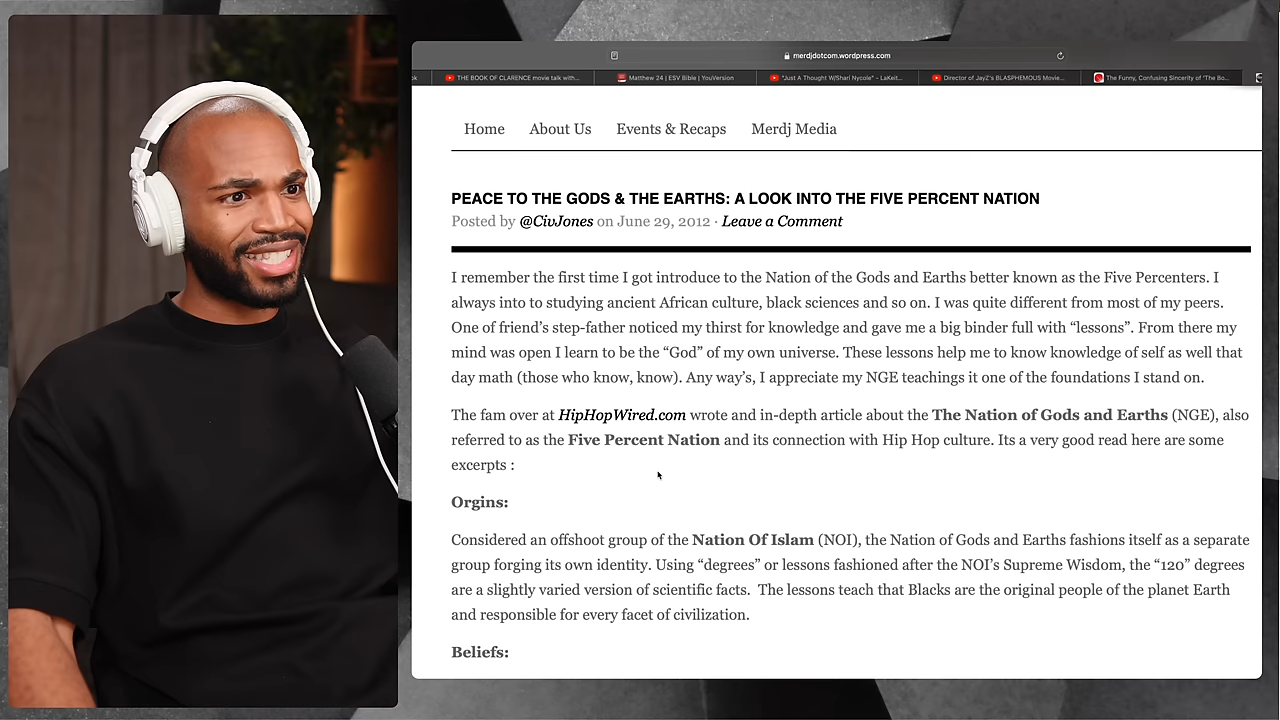 merdjdotcom.wordpress.com
ok
THE BOOK OF CLARENCE movie talk with...
Matthew 24 | ESV Bible | YouVersion
"Just A Thought W/Shari Nycole" - LaKeit...
Director of JayZ's BLASPHEMOUS Movie...
The Funny, Confusing Sincerity of 'The Bo...
Home About Us Events & Recaps Merdj Media
PEACE TO THE GODS & THE EARTHS: A LOOK INTO THE FIVE PERCENT NATION
Posted by @CivJones on June 29, 2012 · Leave a Comment
I remember the first time I got introduce to the Nation of the Gods and Earths better known as the Five Percenters. I
always into to studying ancient African culture, black sciences and so on. I was quite different from most of my peers.
One of friend's step-father noticed my thirst for knowledge and gave me a big binder full with “lessons”. From there my
mind was open I learn to be the “God” of my own universe. These lessons help me to know knowledge of self as well that
day math (those who know, know). Any way's, I appreciate my NGE teachings it one of the foundations I stand on.
The fam over at HipHopWired.com wrote and in-depth article about the The Nation of Gods and Earths (NGE), also
referred to as the Five Percent Nation and its connection with Hip Hop culture. Its a very good read here are some
excerpts :
Orgins:
Considered an offshoot group of the Nation Of Islam (NOI), the Nation of Gods and Earths fashions itself as a separate
group forging its own identity. Using “degrees” or lessons fashioned after the NOI's Supreme Wisdom, the “120” degrees
are a slightly varied version of scientific facts. The lessons teach that Blacks are the original people of the planet Earth
and responsible for every facet of civilization.
Beliefs: